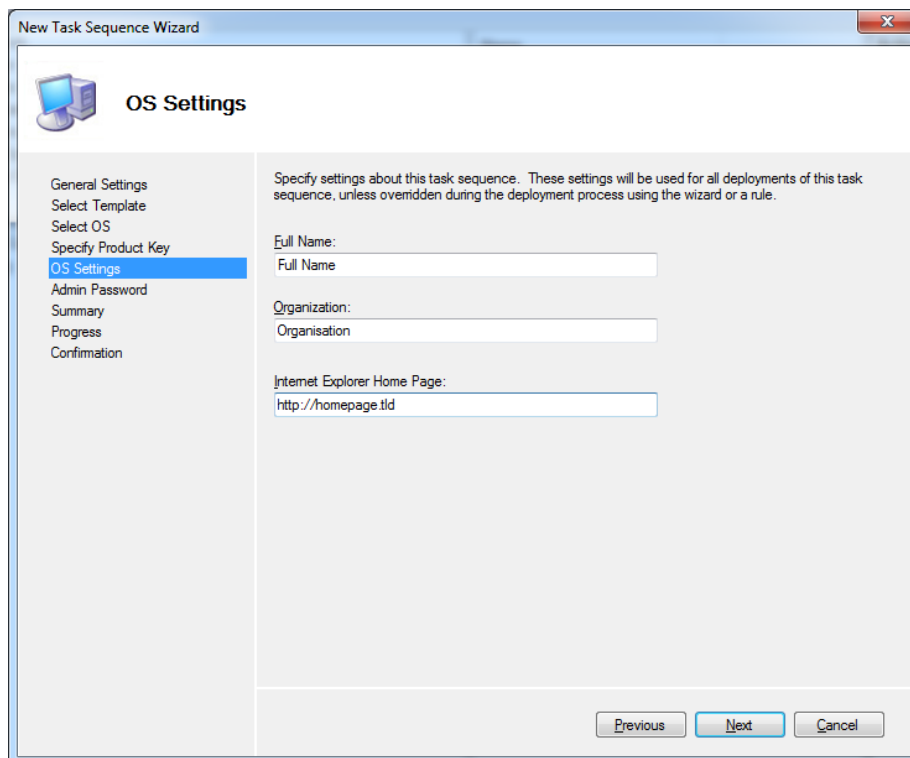 New Task Sequence Wizard
OS Settings
General Settings
Select Template
Select OS
Specify Product Key
OS Settings
Admin Password
Summary
Progress
Confirmation
Specify settings about this task sequence. These settings will be used for all deployments of this task
sequence, unless overridden during the deployment process using the wizard or a rule.
Full Name:
Full Name
Organization:
Organisation
Internet Explorer Home Page:
http://homepage.tld
Previous
Next
Cancel